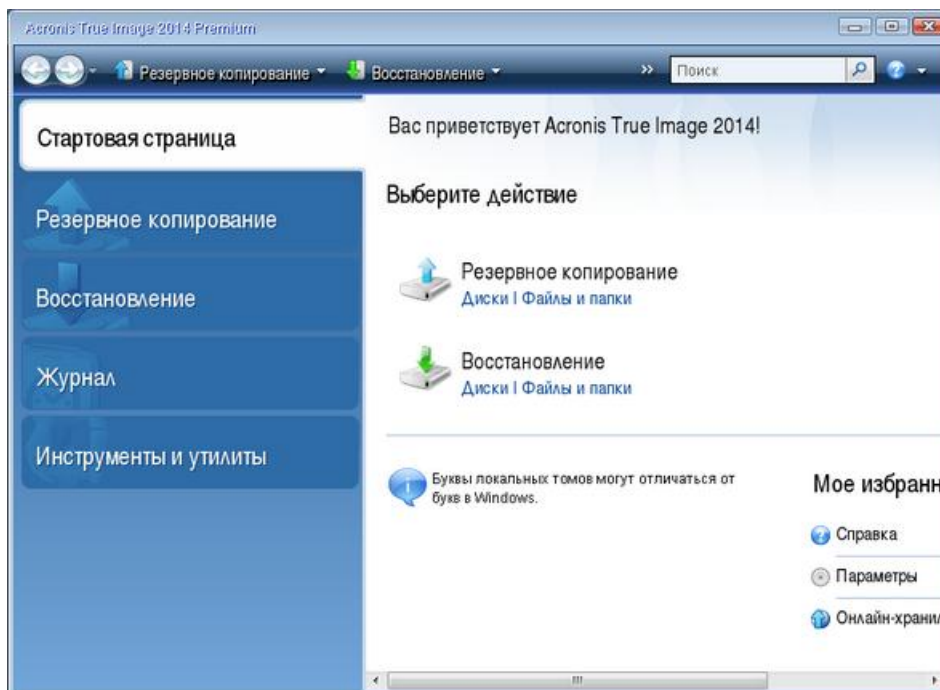 Acronis True Image 2014 Premium
Резервное копирование
Восстановление
»
Поиск
Стартовая страница
Резервное копирование
Восстановление
Журнал
Инструменты и утилиты
Вас приветствует Acronis True Image 2014!
Выберите действие
Резервное копирование
Диски | Файлы и папки
Восстановление
Диски | Файлы и папки
Буквы локальных томов могут отличаться от
букв в Windows.
Мое избранн
Справка
Параметры
Онлайн-хранил